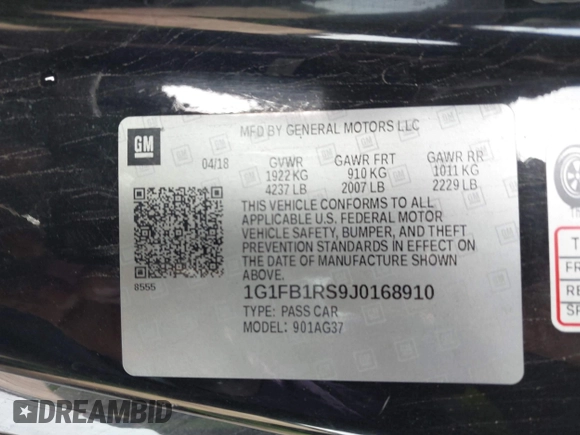 GM
MFD BY GENERAL MOTORS LLC
04/18
GVWR GAWR FRT GAWR RR
1922 KG 910 KG 1011 KG
4237 LB 2007 LB 2229 LB
THIS VEHICLE CONFORMS TO ALL
APPLICABLE U.S. FEDERAL MOTOR
VEHICLE SAFETY, BUMPER, AND THEFT
PREVENTION STANDARDS IN EFFECT ON
THE DATE OF MANUFACTURE SHOWN
ABOVE.
8555
1G1FB1RS9J0168910
TYPE: PASS CAR
MODEL: 901AG37
T
FR
RE
SP
DREAMBID